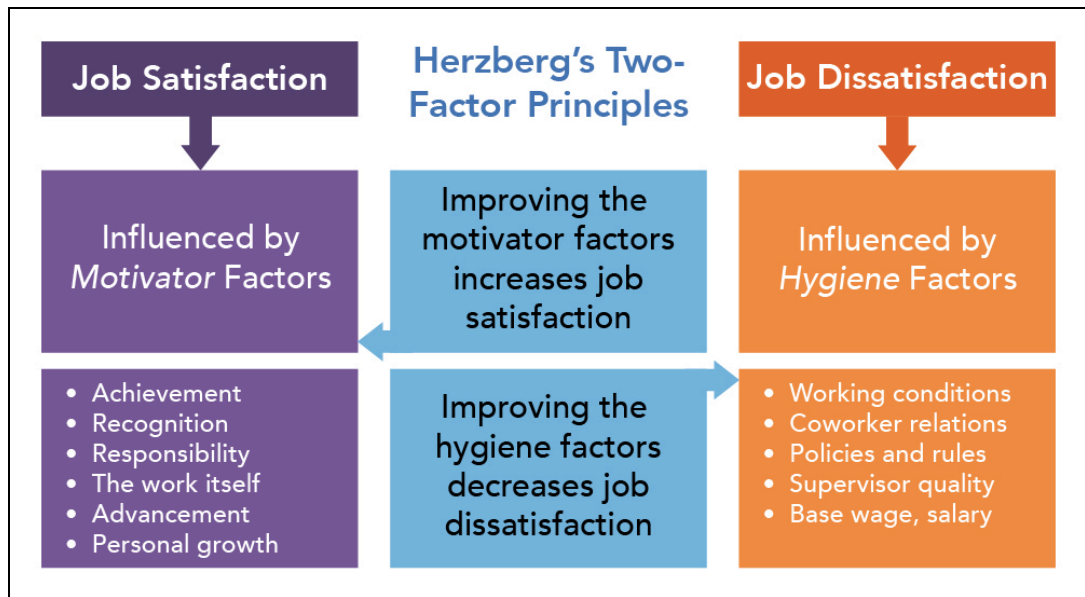 Job Satisfaction
Influenced by
Motivator Factors
• Achievement
• Recognition
• Responsibility
• The work itself
• Advancement
• Personal growth
Herzberg's Two-
Factor Principles
Improving the
motivator factors
increases job
satisfaction
Improving the
hygiene factors
decreases job
dissatisfaction
Job Dissatisfaction
Influenced by
Hygiene Factors
• Working conditions
• Coworker relations
• Policies and rules
• Supervisor quality
• Base wage, salary